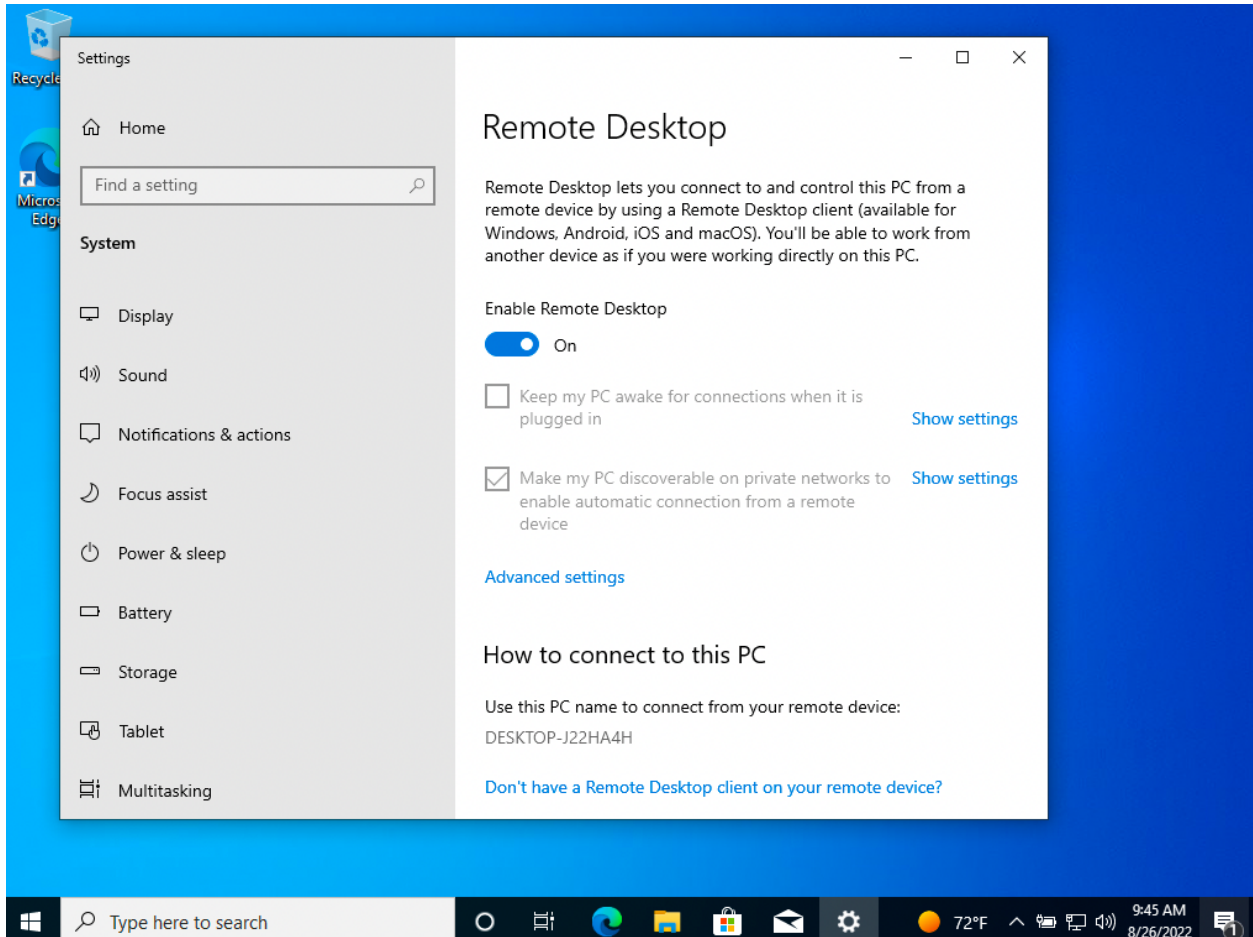 Recycle
Micros
Edge
Settings
Home
Find a setting
System
Display
Sound
Notifications & actions
Focus assist
Power & sleep
Battery
Storage
Tablet
Multitasking
Remote Desktop
Remote Desktop lets you connect to and control this PC from a
remote device by using a Remote Desktop client (available for
Windows, Android, iOS and macOS). You'll be able to work from
another device as if you were working directly on this PC.
Enable Remote Desktop
On
Keep my PC awake for connections when it is
plugged in
Show settings
Make my PC discoverable on private networks to
enable automatic connection from a remote
device
Show settings
Advanced settings
How to connect to this PC
Use this PC name to connect from your remote device:
DESKTOP-J22HA4H
Don't have a Remote Desktop client on your remote device?
Type here to search
72°F
9:45 AM
8/26/2022
1